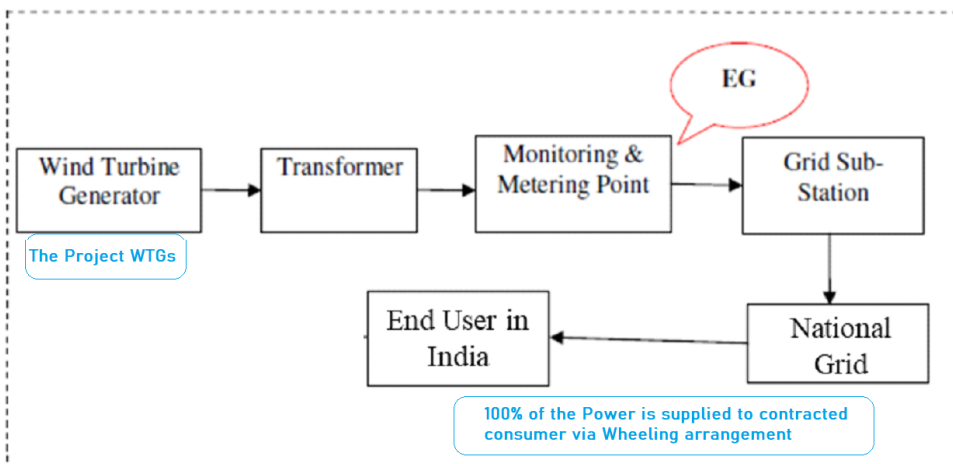 EG
Wind Turbine
Generator
Transformer
Monitoring &
Metering Point
Grid Sub-
Station
The Project WTGs
End User in
India
National
Grid
100% of the Power is supplied to contracted
consumer via Wheeling arrangement